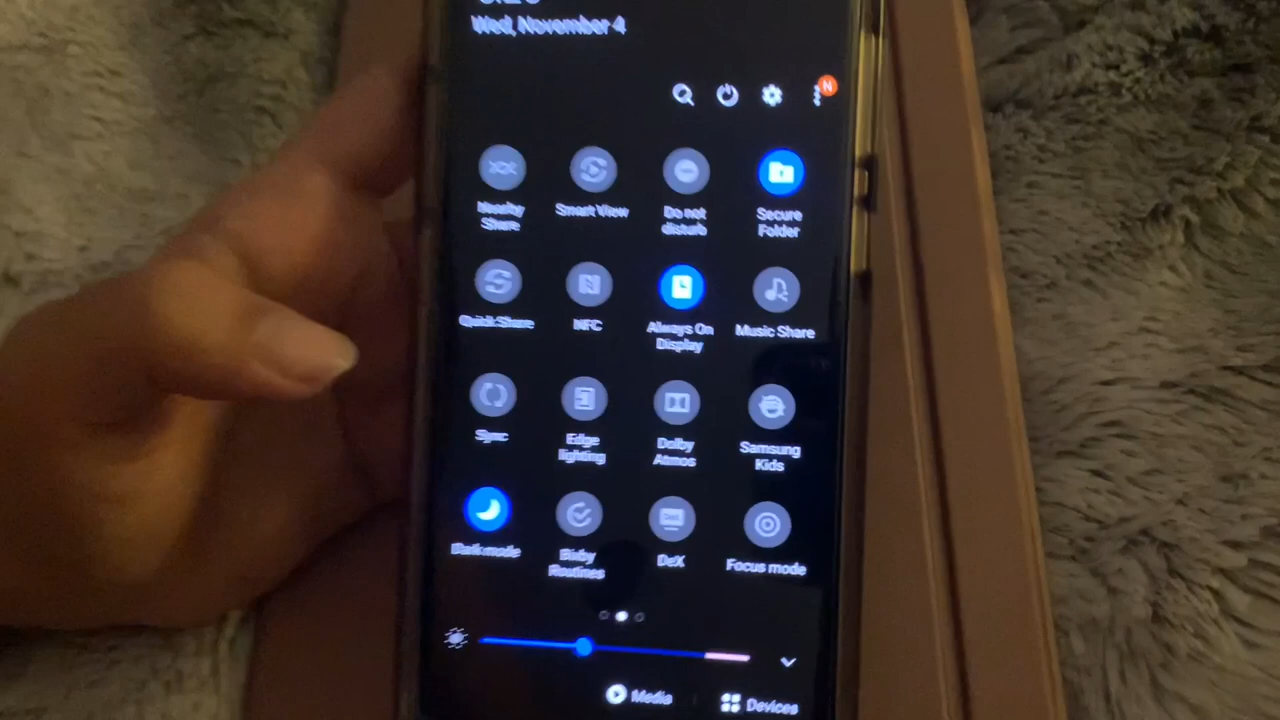 Wed, November 4
N
Nearby
Share
Smart View
Do not
disturb
Secure
Folder
Quick Share
NFC
Always On
Display
Music Share
Sync
Edge
lighting
Dolby
Atmos
Samsung
Kids
Dark mode
Bixby
Routines
DeX
Focus mode
Media
Devices